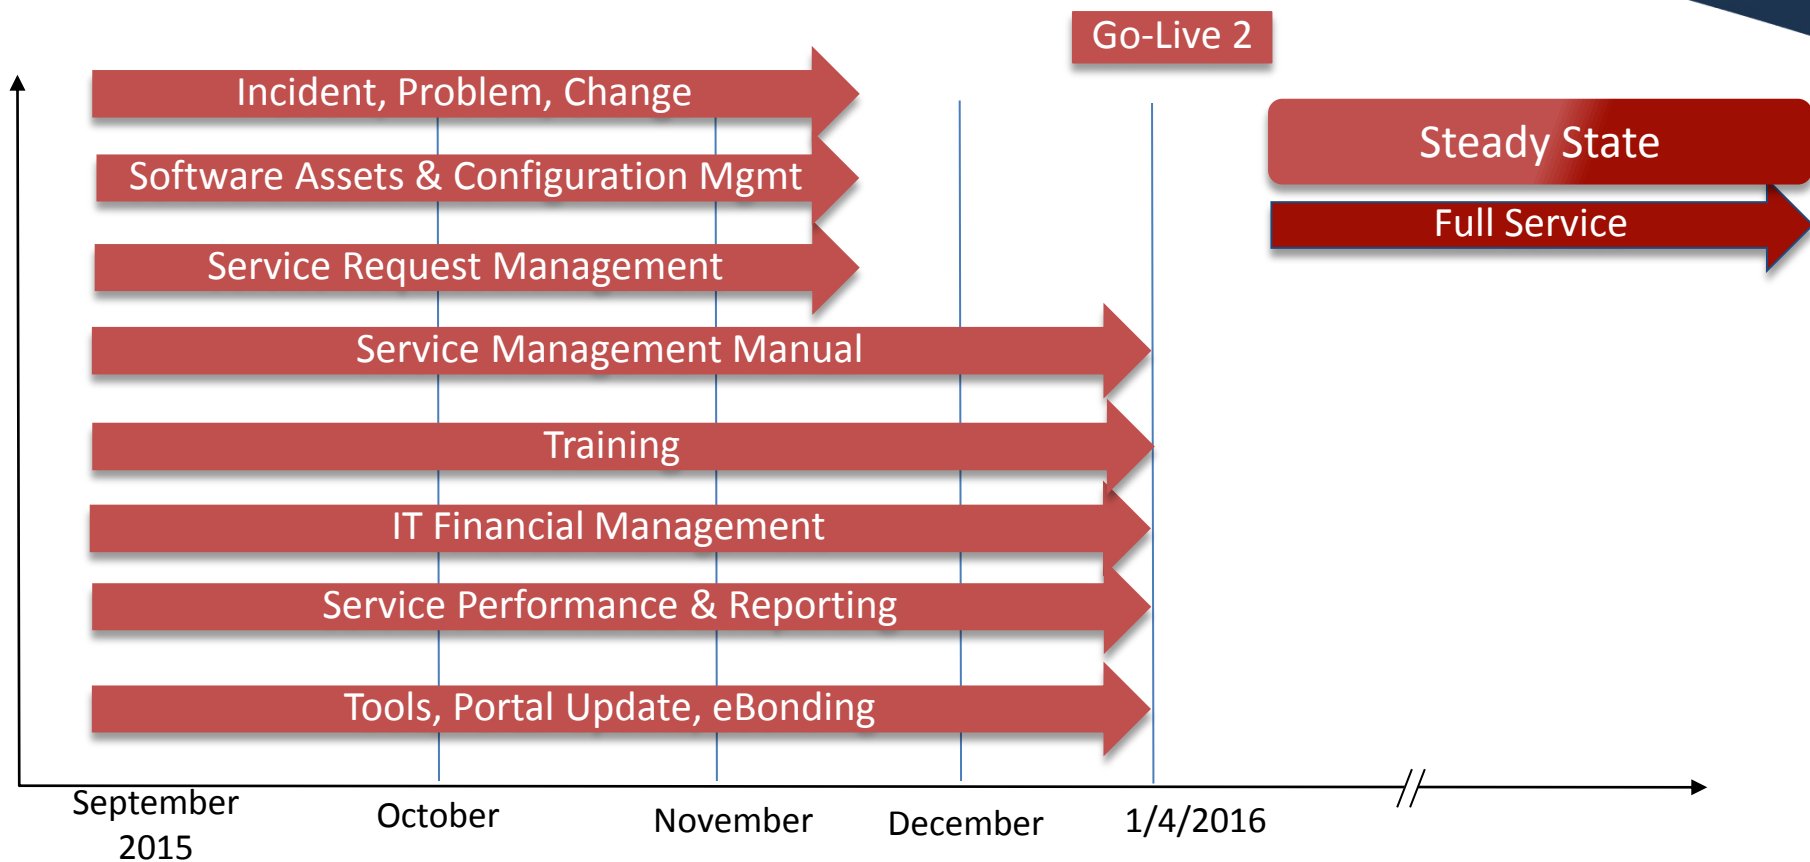 Go-Live 2
Incident, Problem, Change
Steady State
Software Assets & Configuration Mgmt
Full Service
Service Request Management
Service Management Manual
Training
IT Financial Management
Service Performance & Reporting
Tools, Portal Update, eBonding
September
2015
October
November
December
1/4/2016